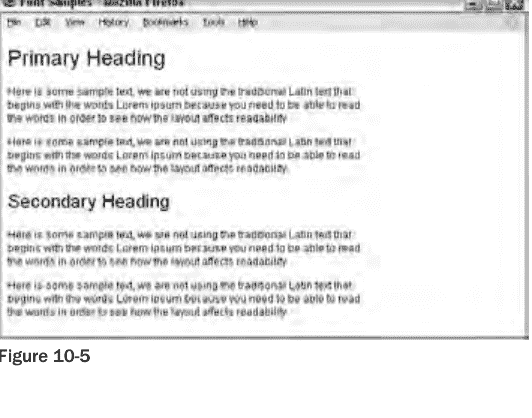 Font Samples - Mozilla Firefox
File Edit View History Bookmarks Tools Help
Primary Heading
Here is some sample text, we are not using the traditional Latin text that
begins with the words Lorem ipsum because you need to be able to read
the words in order to see how the layout affects readability.
Here is some sample text, we are not using the traditional Latin text that
begins with the words Lorem ipsum because you need to be able to read
the words in order to see how the layout affects readability.
Secondary Heading
Here is some sample text, we are not using the traditional Latin text that
begins with the words Lorem ipsum because you need to be able to read
the words in order to see how the layout affects readability.
Here is some sample text, we are not using the traditional Latin text that
begins with the words Lorem ipsum because you need to be able to read
the words in order to see how the layout affects readability.
Figure 10-5